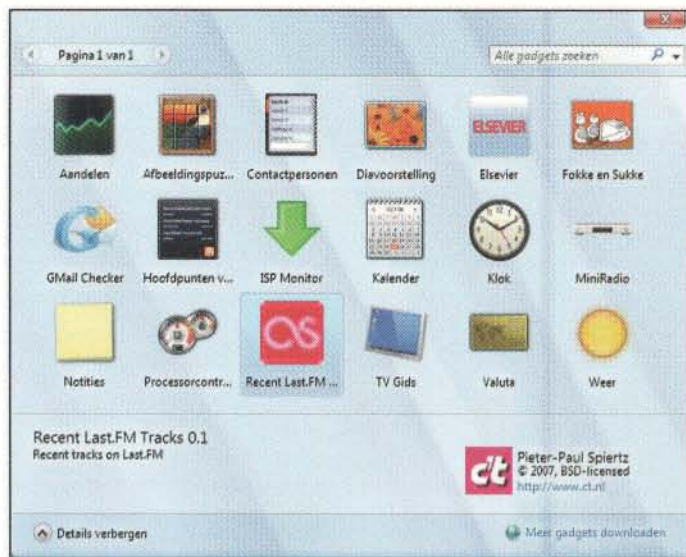 Pagina 1 van 1
Alle gadgets zoeken
Aandelen
Afbeeldingspuz...
Contactpersonen
Diavoorstelling
ELSEVIER
Elsevier
Fokke en Sukke
GMail Checker
Hoofdpunten v...
ISP Monitor
Kalender
Klok
MiniRadio
Notities
Processorcontr...
Recent Last.FM ...
TV Gids
Valuta
Weer
Recent Last.FM Tracks 0.1
Recent tracks on Last.FM
c't
Pieter-Paul Spiertz
© 2007, BSD-licensed
http://www.ct.nl
Details verbergen
Meer gadgets downloaden